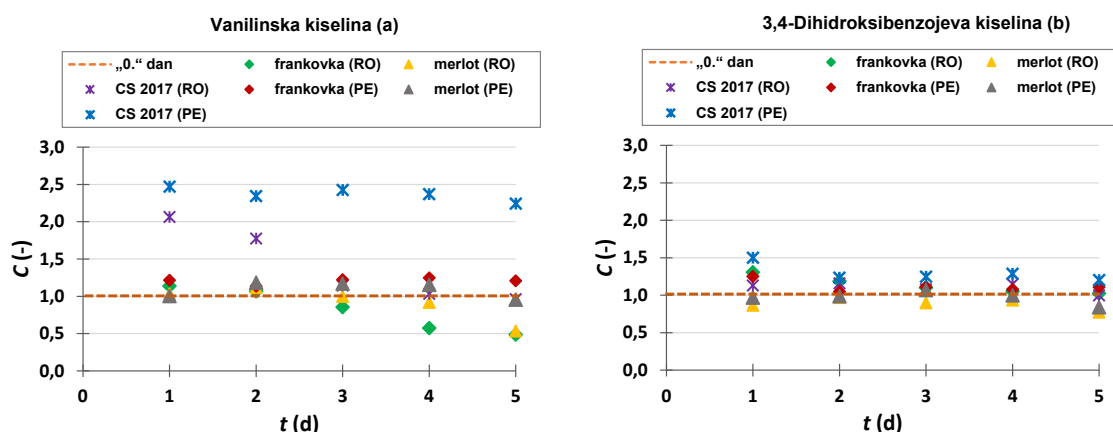 Vanilinska kiselina (a)
„0.“ dan
frankovka (RO)
merlot (RO)
CS 2017 (RO)
frankovka (PE)
merlot (PE)
CS 2017 (PE)
3,0
2,5
2,0
1,5
1,0
0,5
0,0
C (-)
0 1 2 3 4 5
t (d)
3,4-Dihidroksibenzojeva kiselina (b)
„0.“ dan
frankovka (RO)
merlot (RO)
CS 2017 (RO)
frankovka (PE)
merlot (PE)
CS 2017 (PE)
3,0
2,5
2,0
1,5
1,0
0,5
0,0
C (-)
0 1 2 3 4 5
t (d)